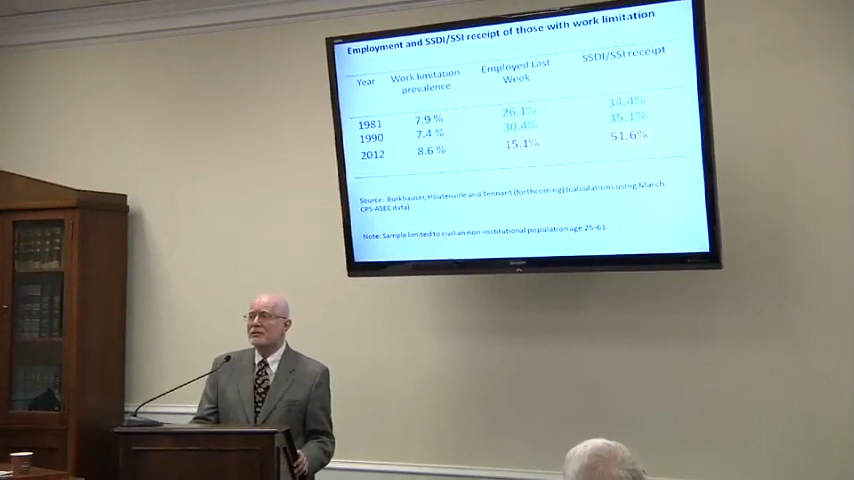 Employment and SSDI/SSI receipt of those with work limitation
Year Work limitation prevalence Employed Last Week SSDI/SSI receipt
1981 7.9 % 26.1% 34.4%
1990 7.4 % 30.4% 35.1%
2012 8.6 % 15.1% 51.6%
Source: Burkhauser, Houtenville and Tennant (forthcoming) (calculations using March
CPS-ASEC data)
Note: Sample limited to civilian non-institutional population age 25-61
SHARP